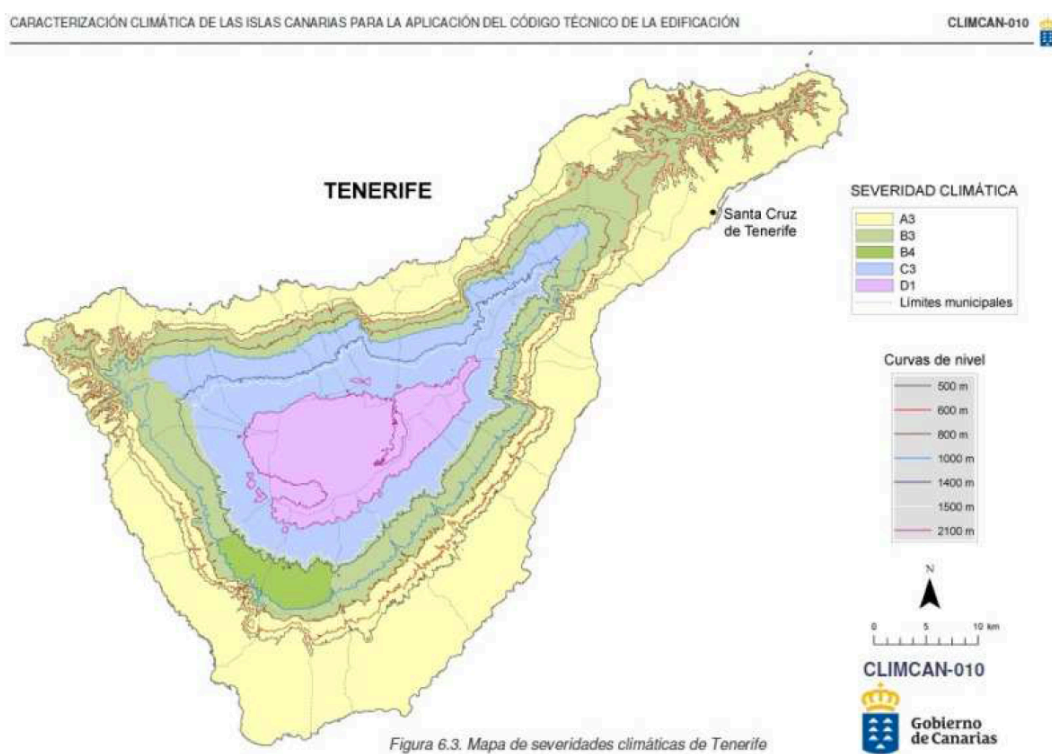 CARACTERIZACIÓN CLIMÁTICA DE LAS ISLAS CANARIAS PARA LA APLICACIÓN DEL CÓDIGO TÉCNICO DE LA EDIFICACIÓN
CLIMCAN-010
TENERIFE
Santa Cruz
de Tenerife
SEVERIDAD CLIMÁTICA
A3
B3
B4
C3
D1
Límites municipales
Curvas de nivel
500 m
600 m
800 m
1000 m
1400 m
1500 m
2100 m
N
0 5 10 km
CLIMCAN-010
Gobierno
de Canarias
Figura 6.3. Mapa de severidades climáticas de Tenerife